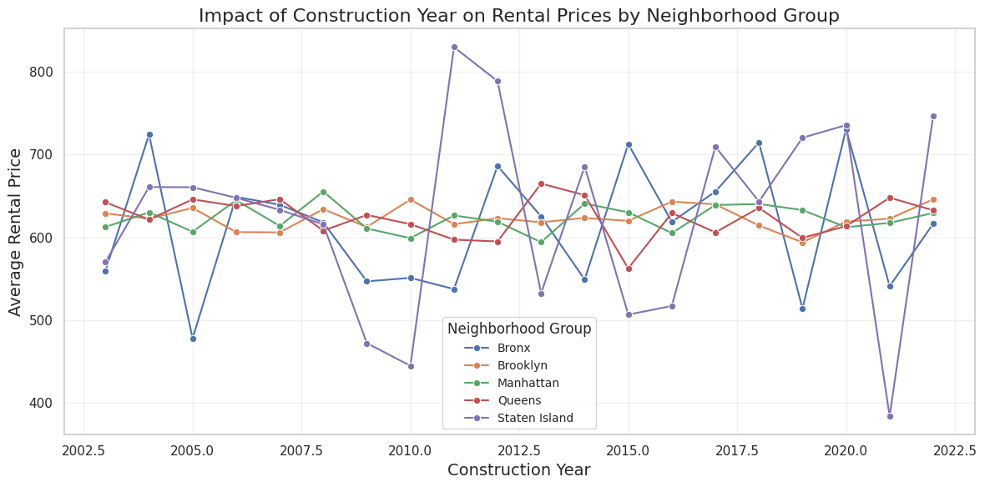 Impact of Construction Year on Rental Prices by Neighborhood Group
Average Rental Price
800
700
600
500
400
Neighborhood Group
Bronx
Brooklyn
Manhattan
Queens
Staten Island
2002.5 2005.0 2007.5 2010.0 2012.5 2015.0 2017.5 2020.0 2022.5
Construction Year